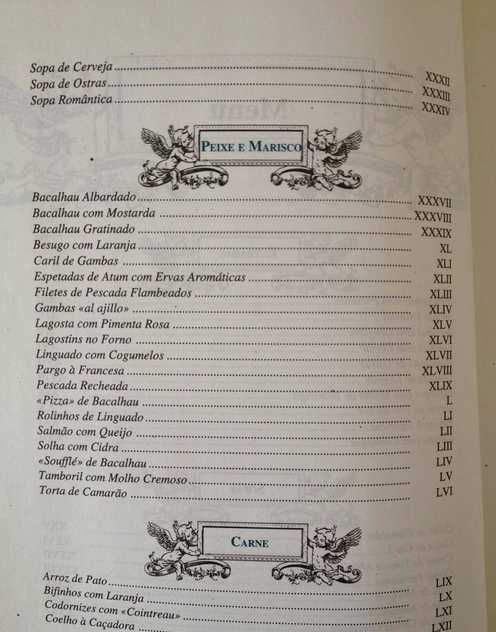 Sopa de Cerveja XXXII
Sopa de Ostras XXXIII
Sopa Romântica XXXIV
Menu
PEIXE E MARISCO
Bacalhau Albardado XXXVII
Bacalhau com Mostarda XXXVIII
Bacalhau Gratinado XXXIX
Besugo com Laranja XL
Caril de Gambas XLI
Espetadas de Atum com Ervas Aromáticas XLII
Filetes de Pescada Flambeados XLIII
Gambas «al ajillo» XLIV
Lagosta com Pimenta Rosa XLV
Lagostins no Forno XLVI
Linguado com Cogumelos XLVII
Pargo à Francesa XLVIII
Pescada Recheada XLIX
«Pizza» de Bacalhau L
Rolinhos de Linguado LI
Salmão com Queijo LII
Solha com Cidra LIII
«Soufflé» de Bacalhau LIV
Tamboril com Molho Cremoso LV
Torta de Camarão LVI
CARNE
Arroz de Pato LIX
Bifinhos com Laranja LX
Codornizes com «Cointreau» LXI
Coelho à Caçadora LXII